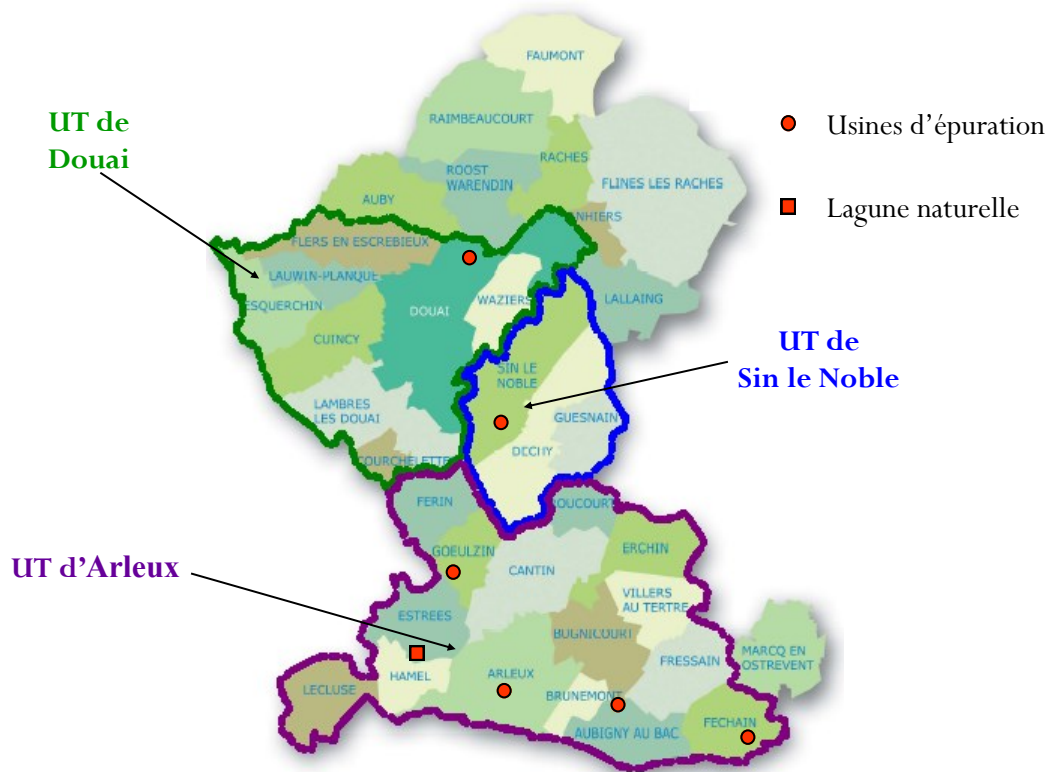 FAUMONT
UT de
Douai
RAIMBEAUCOURT
Usines d'épuration
RACHES
ROOST
WARENDIN
FLINES LES RACHES
AUBY
Lagune naturelle
ANHIERS
FLERS EN ESCREBIEUX
LAUWIN-PLANQUE
ESQUERCHIN
DOUAI
WAZIERS
LALLAING
CUINCY
UT de
Sin le Noble
SIN LE
NOBLE
LAMBRES
LES DOUAI
GUESNAIN
DECHY
COURCHELETTE
FERIN
ROUCOURT
GOEULZIN
ERCHIN
UT d'Arleux
CANTIN
VILLERS
AU TERTRE
ESTREES
BUGNICOURT
MARCQ EN
OSTREVENT
FRESSAIN
HAMEL
ARLEUX
LECLUSE
BRUNEMONT
FECHAIN
AUBIGNY AU BAC